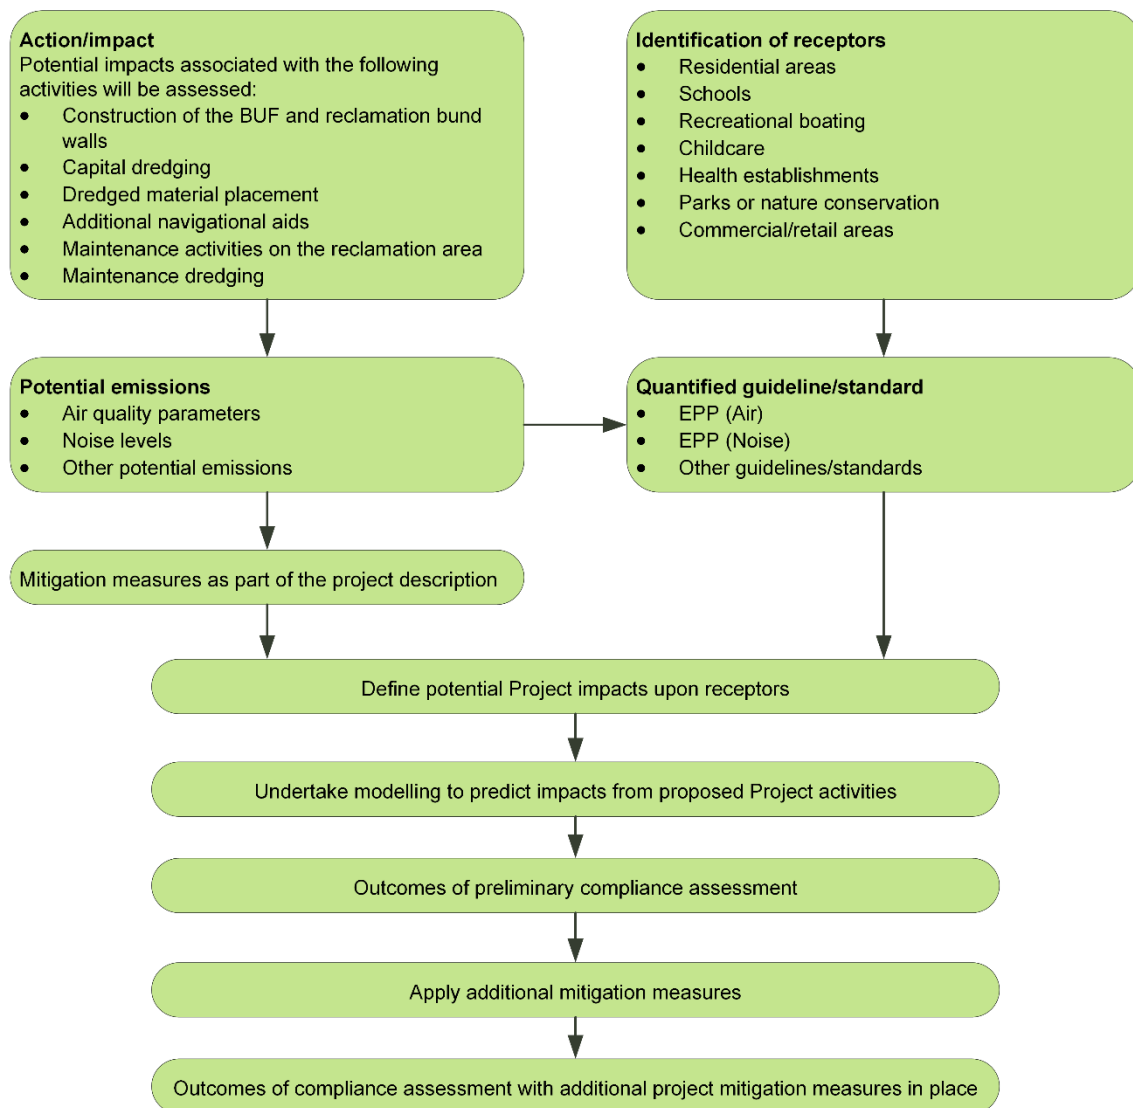 Action/impact
Potential impacts associated with the following
activities will be assessed:
• Construction of the BUF and reclamation bund
walls
• Capital dredging
• Dredged material placement
• Additional navigational aids
• Maintenance activities on the reclamation area
• Maintenance dredging
Identification of receptors
• Residential areas
• Schools
• Recreational boating
• Childcare
• Health establishments
• Parks or nature conservation
• Commercial/retail areas
Potential emissions
• Air quality parameters
• Noise levels
• Other potential emissions
Quantified guideline/standard
• EPP (Air)
• EPP (Noise)
• Other guidelines/standards
Mitigation measures as part of the project description
Define potential Project impacts upon receptors
Undertake modelling to predict impacts from proposed Project activities
Outcomes of preliminary compliance assessment
Apply additional mitigation measures
Outcomes of compliance assessment with additional project mitigation measures in place